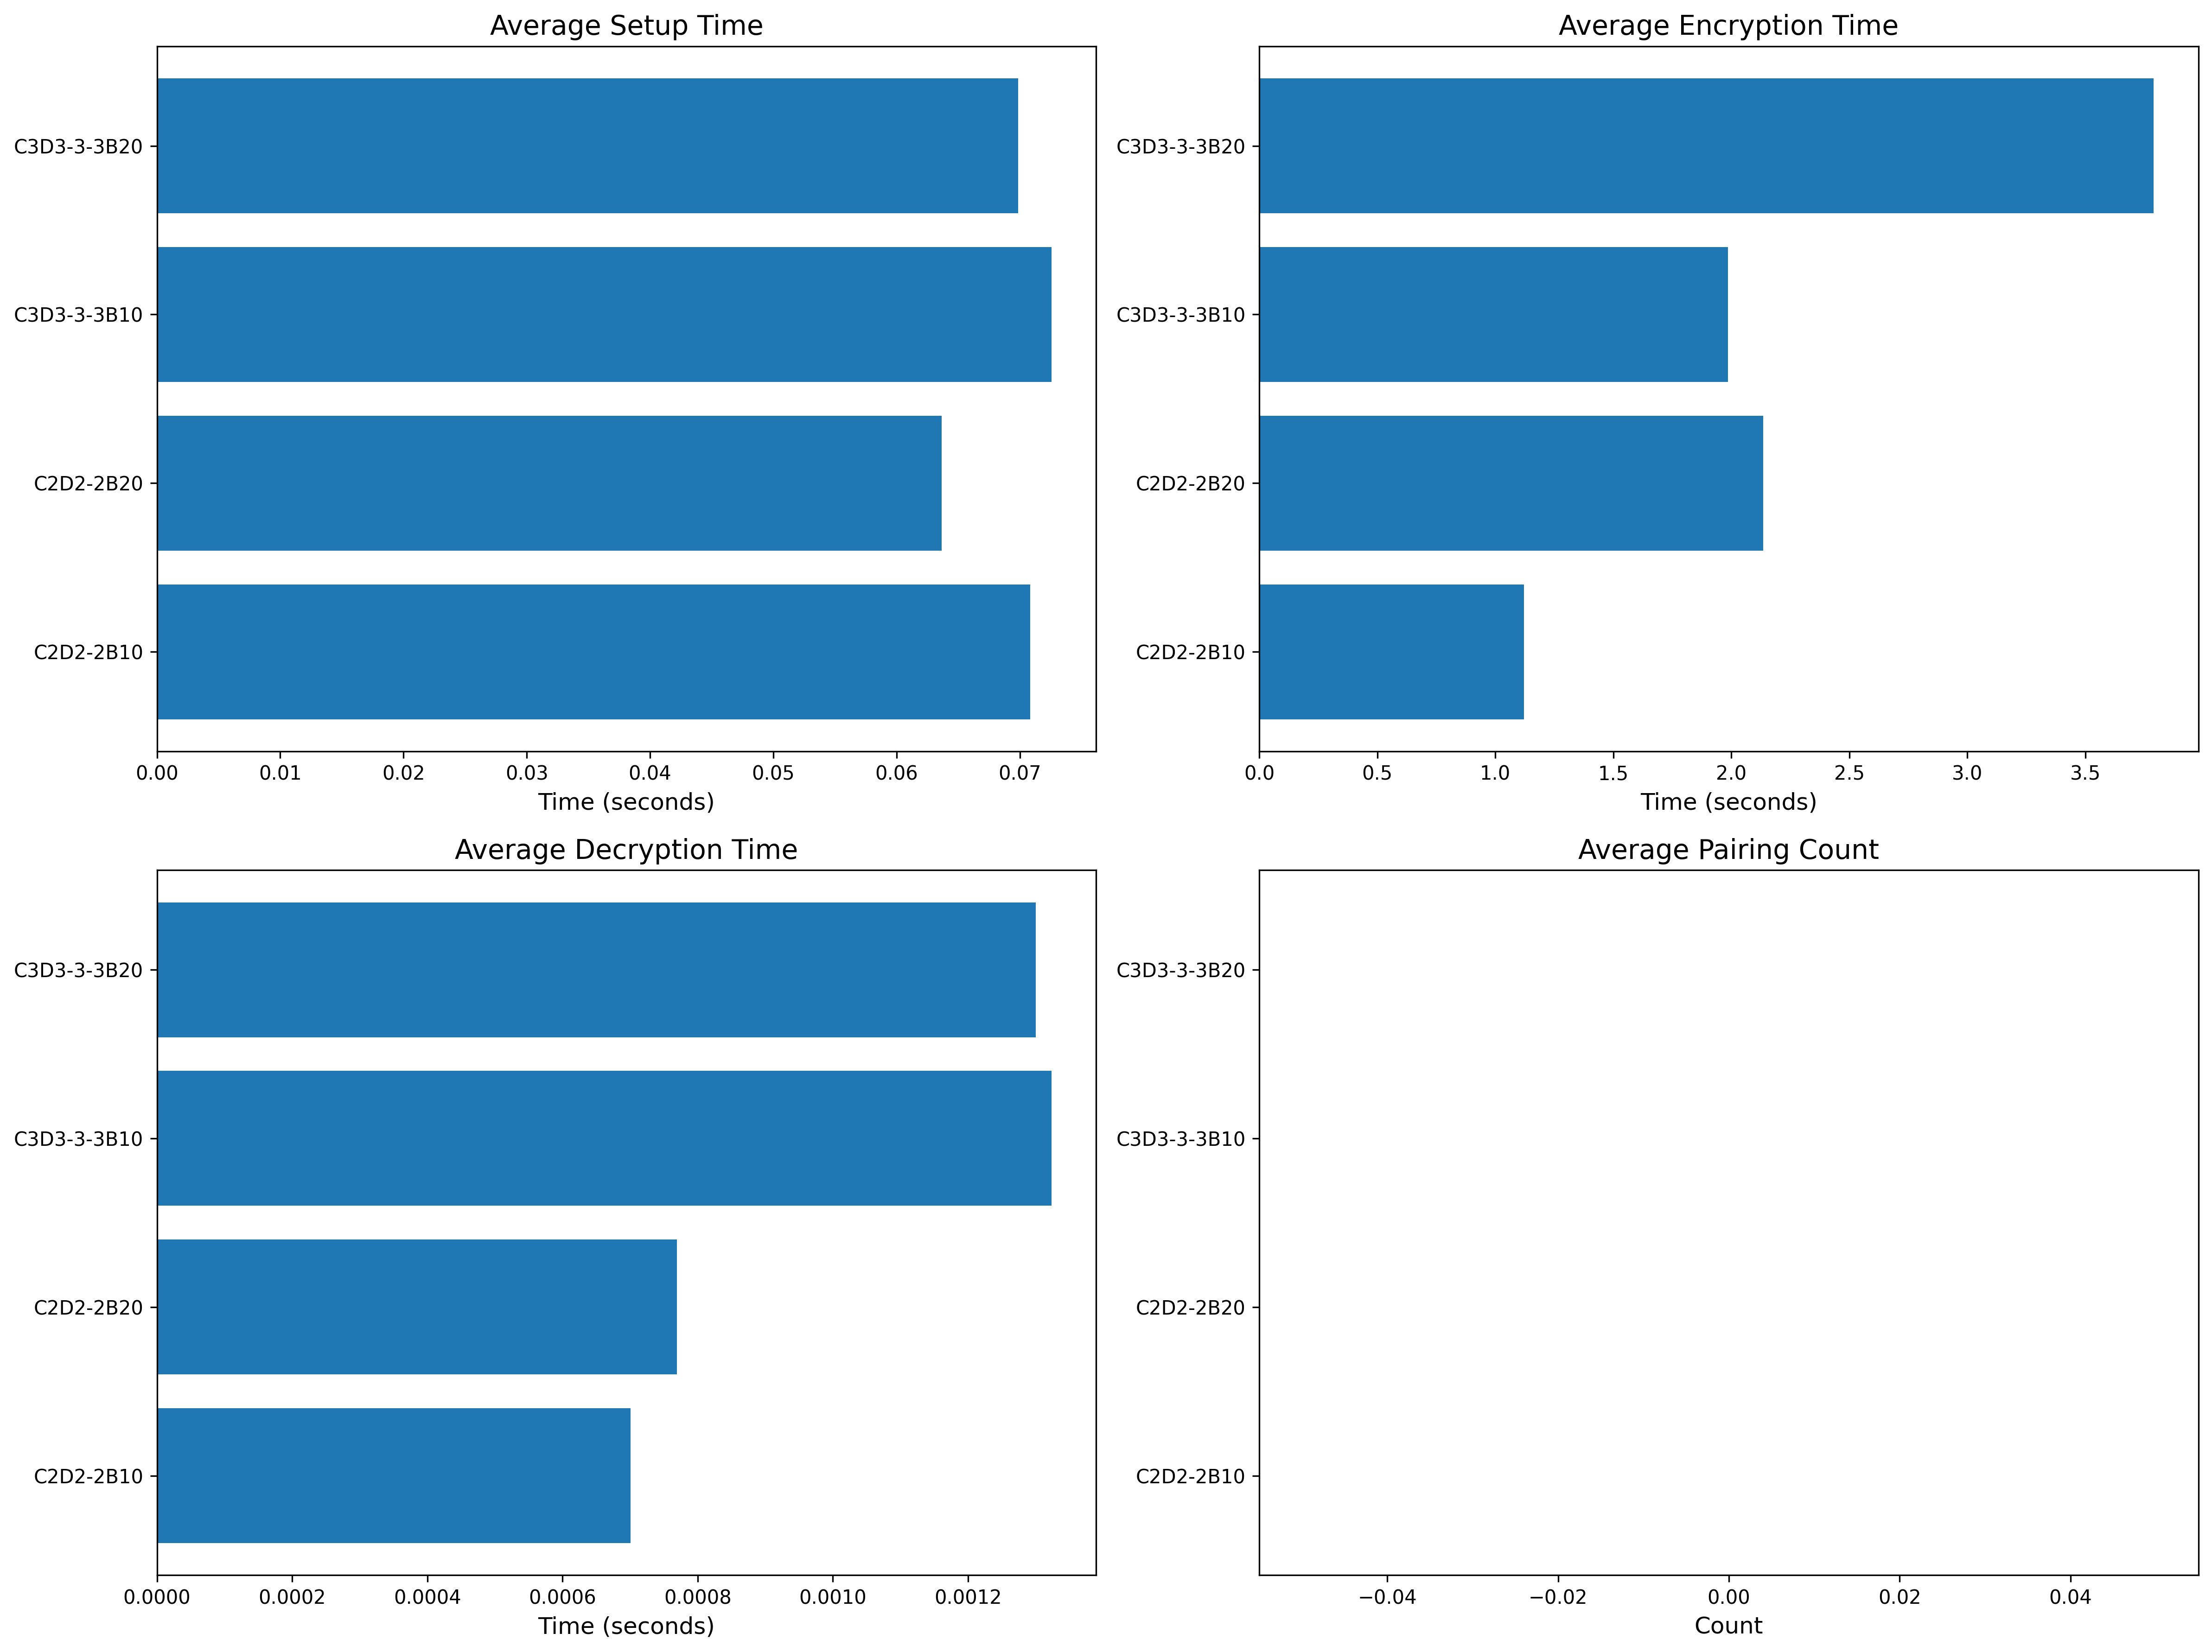 Average Setup Time
C3D3-3-3B20
C3D3-3-3B10
C2D2-2B20
C2D2-2B10
0.00 0.01 0.02 0.03 0.04 0.05 0.06 0.07
Time (seconds)
Average Encryption Time
C3D3-3-3B20
C3D3-3-3B10
C2D2-2B20
C2D2-2B10
0.0 0.5 1.0 1.5 2.0 2.5 3.0 3.5
Time (seconds)
Average Decryption Time
C3D3-3-3B20
C3D3-3-3B10
C2D2-2B20
C2D2-2B10
0.0000 0.0002 0.0004 0.0006 0.0008 0.0010 0.0012
Time (seconds)
Average Pairing Count
C3D3-3-3B20
C3D3-3-3B10
C2D2-2B20
C2D2-2B10
−0.04 −0.02 0.00 0.02 0.04
Count